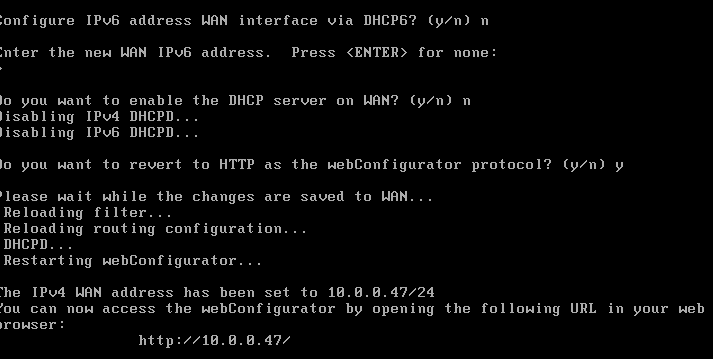 Configure IPv6 address WAN interface via DHCP6? (y/n) n
Enter the new WAN IPv6 address.  Press <ENTER> for none:
>
Do you want to enable the DHCP server on WAN? (y/n) n
Disabling IPv4 DHCPD...
Disabling IPv6 DHCPD...
Do you want to revert to HTTP as the webConfigurator protocol? (y/n) y
Please wait while the changes are saved to WAN...
Reloading filter...
Reloading routing configuration...
DHCPD...
Restarting webConfigurator...
The IPv4 WAN address has been set to 10.0.0.47/24
You can now access the webConfigurator by opening the following URL in your web
browser:
http://10.0.0.47/